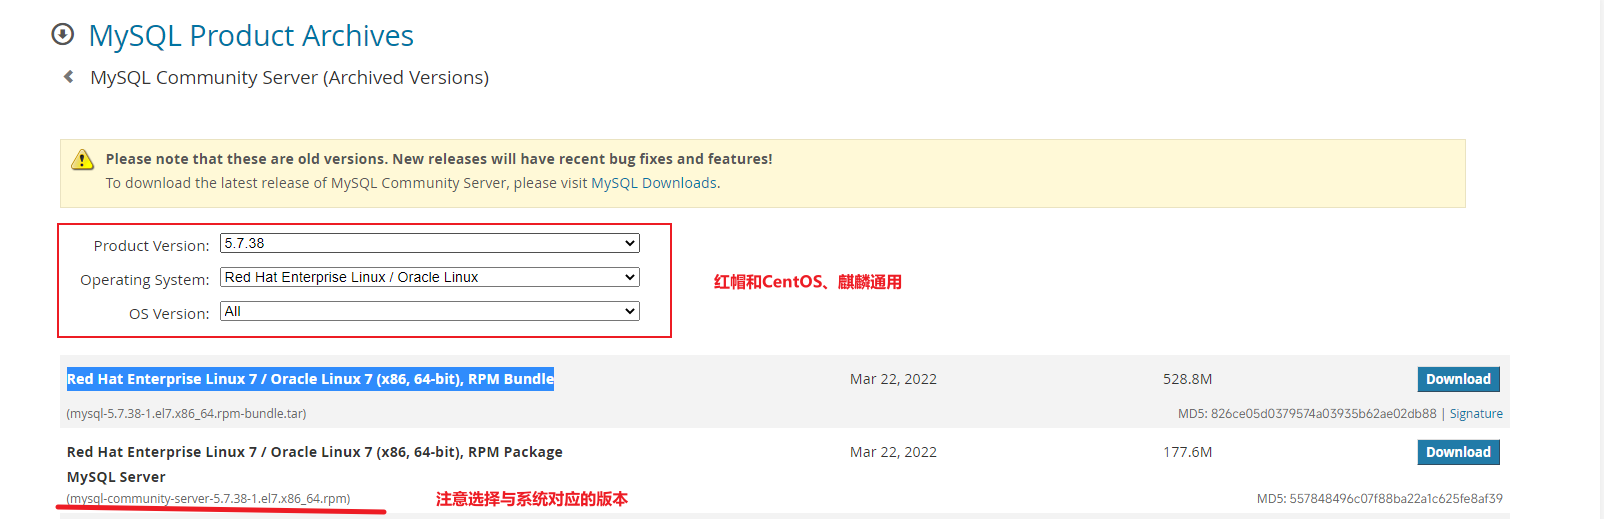 MySQL Product Archives
MySQL Community Server (Archived Versions)
Please note that these are old versions. New releases will have recent bug fixes and features!
To download the latest release of MySQL Community Server, please visit MySQL Downloads.
Product Version: 5.7.38
Operating System: Red Hat Enterprise Linux / Oracle Linux
红帽和CentOS、麒麟通用
OS Version: All
Red Hat Enterprise Linux 7 / Oracle Linux 7 (x86, 64-bit), RPM Bundle Mar 22, 2022 528.8M Download
(mysql-5.7.38-1.el7.x86_64.rpm-bundle.tar) MD5: 826ce05d0379574a03935b62ae02db88 | Signature
Red Hat Enterprise Linux 7 / Oracle Linux 7 (x86, 64-bit), RPM Package Mar 22, 2022 177.6M Download
MySQL Server
(mysql-community-server-5.7.38-1.el7.x86_64.rpm) 注意选择与系统对应的版本 MD5: 557848496c07f88ba22a1c625fe8af39